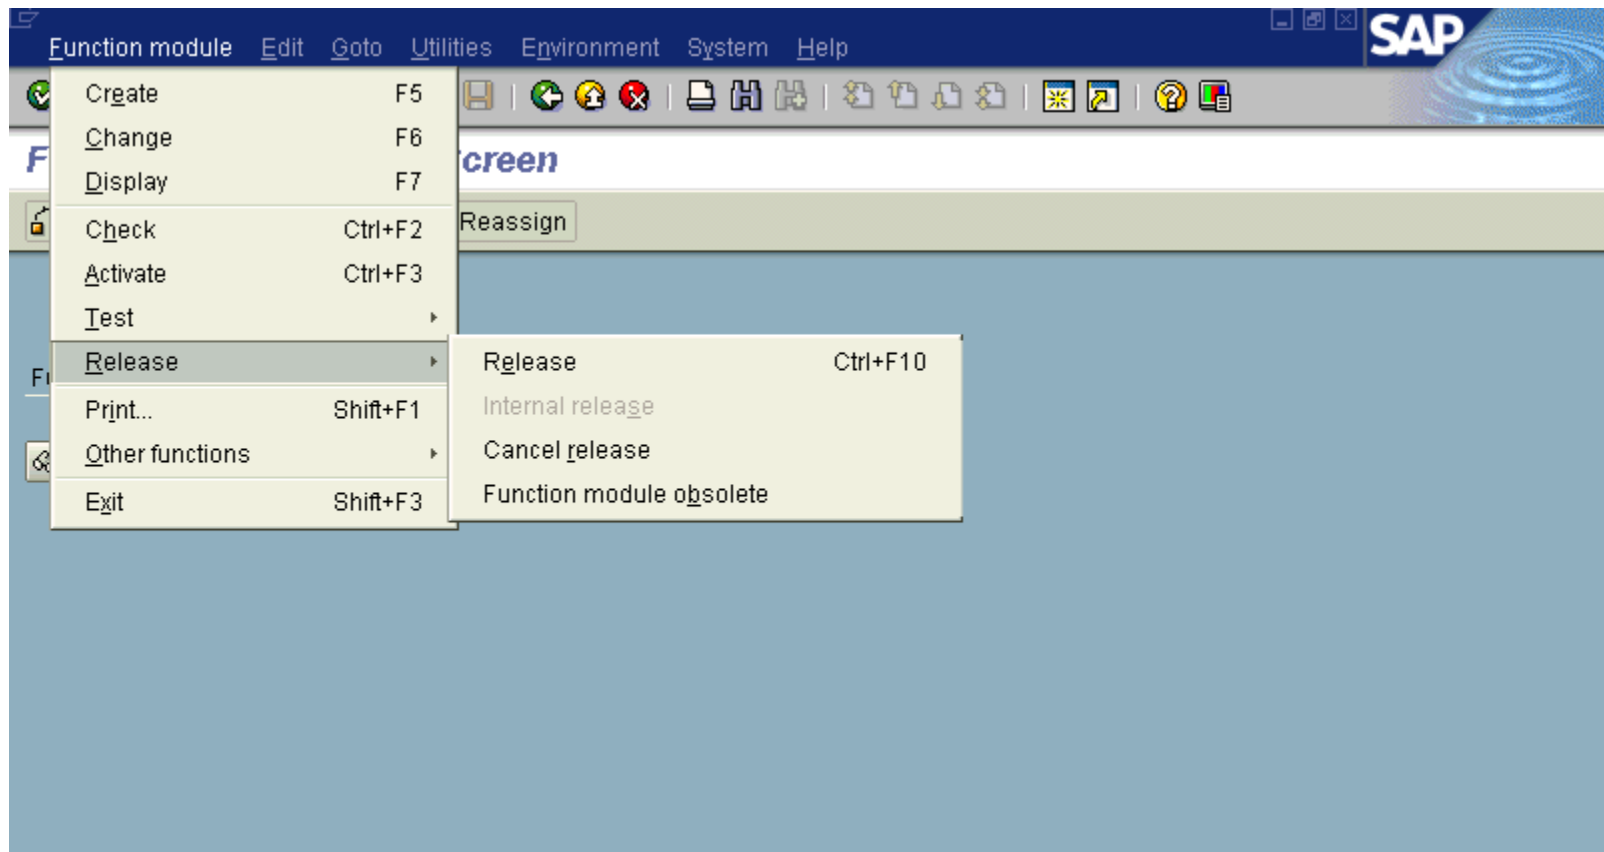 Function module Edit Goto Utilities Environment System Help
SAP
Create F5
Change F6
Display F7
creen
Check Ctrl+F2
Reassign
Activate Ctrl+F3
Test
Release
Print... Shift+F1
Other functions
Exit Shift+F3
Release Ctrl+F10
Internal release
Cancel release
Function module obsolete